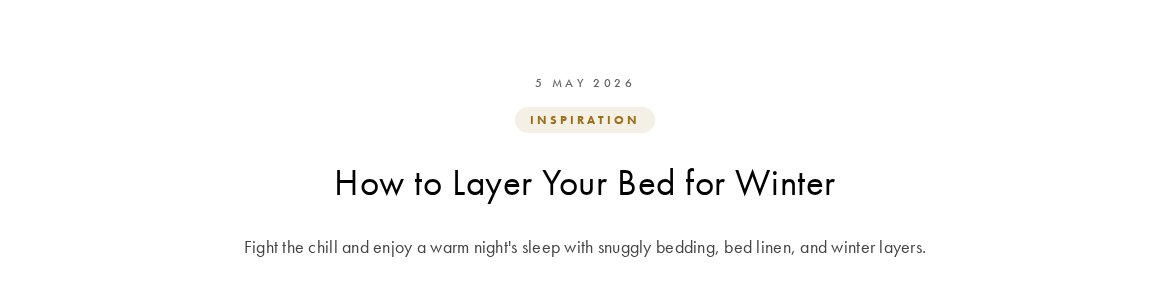 5 MAY 2026
INSPIRATION
How to Layer Your Bed for Winter
Fight the chill and enjoy a warm night's sleep with snuggly bedding, bed linen, and winter layers.